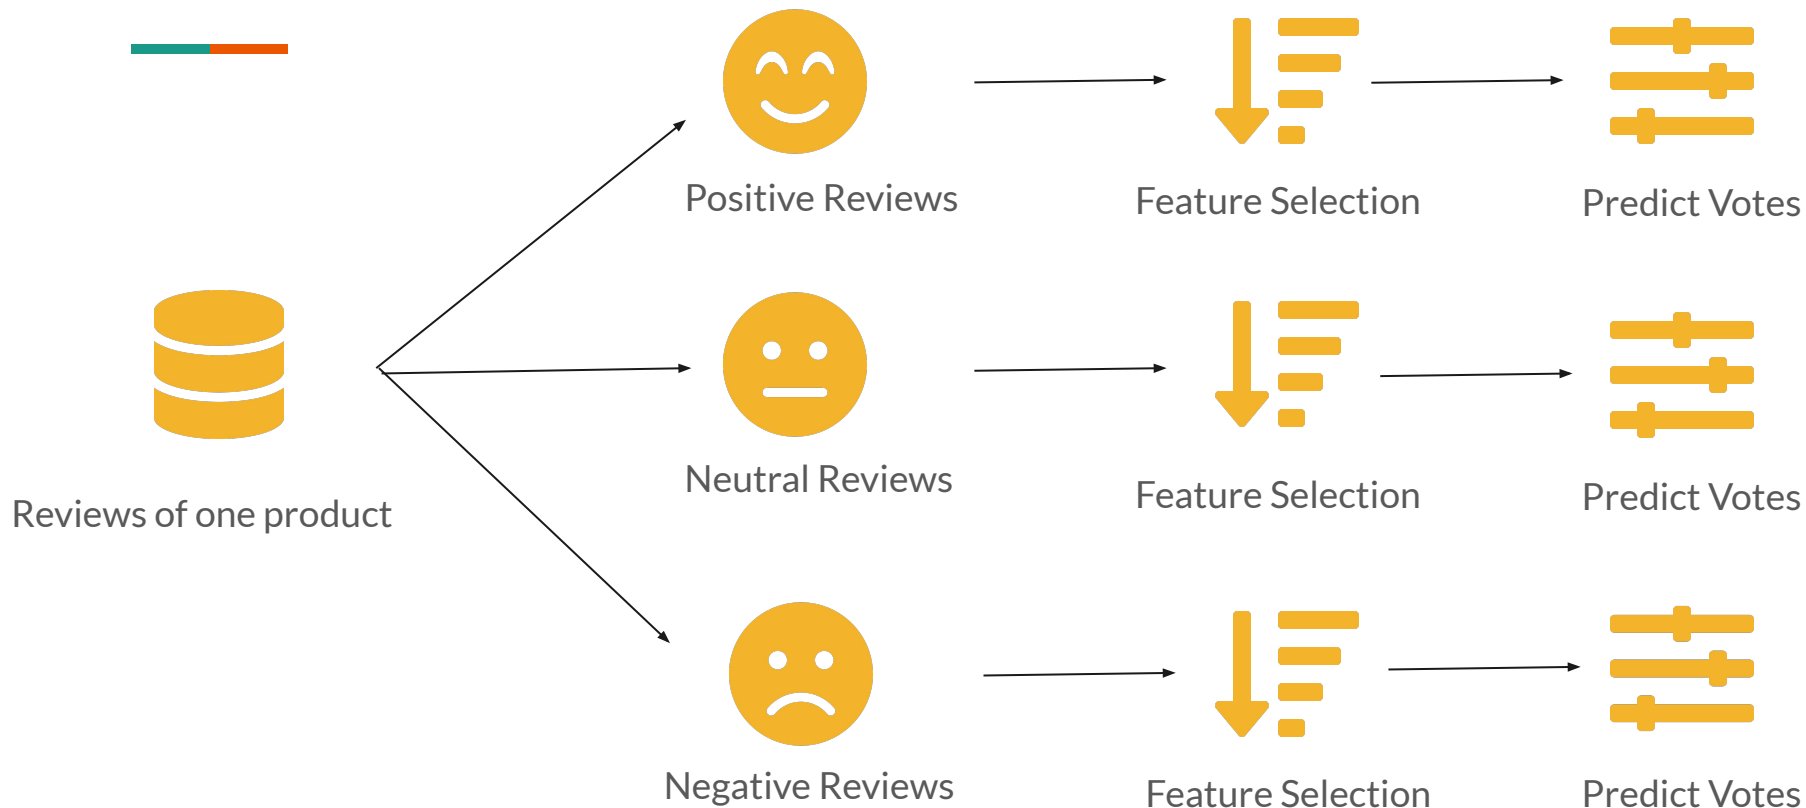 Positive Reviews
Feature Selection
Predict Votes
Reviews of one product
Neutral Reviews
Feature Selection
Predict Votes
Negative Reviews
Feature Selection
Predict Votes